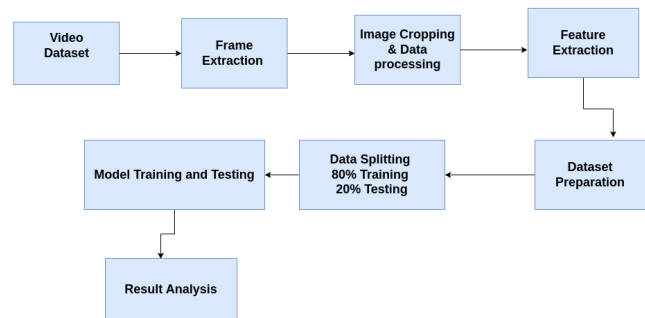 Video
Dataset
Frame
Extraction
Image Cropping
& Data
processing
Feature
Extraction
Dataset
Preparation
Data Splitting
80% Training
20% Testing
Model Training and Testing
Result Analysis